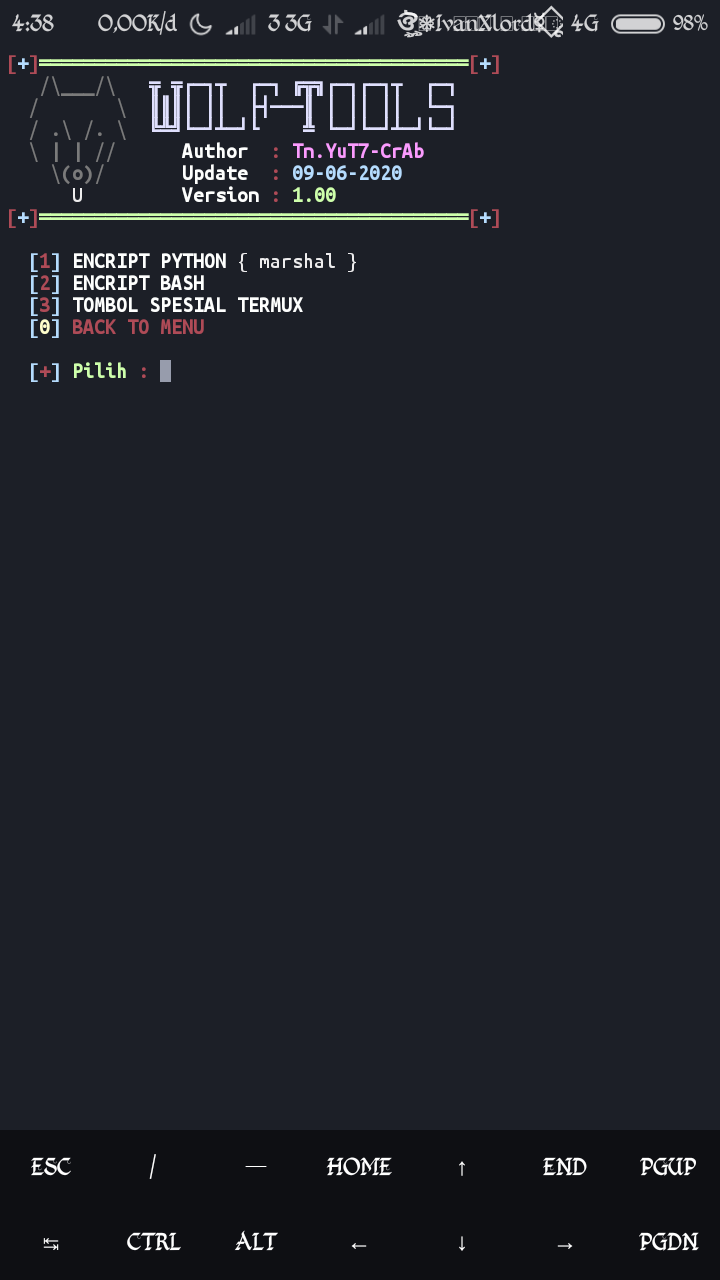 4:38 0,00K/d 3 3G IvanXlord 4G 98%
[+]═══════════════════════════════════════[+]
WOLF-TOOLS
Author : Tn.YuT7-CrAb
Update : 09-06-2020
Version : 1.00
[+]═══════════════════════════════════════[+]
[1] ENCRIPT PYTHON { marshal }
[2] ENCRIPT BASH
[3] TOMBOL SPESIAL TERMUX
[0] BACK TO MENU
[+] Pilih :
ESC / — HOME ↑ END PGUP
↹ CTRL ALT ← ↓ → PGDN